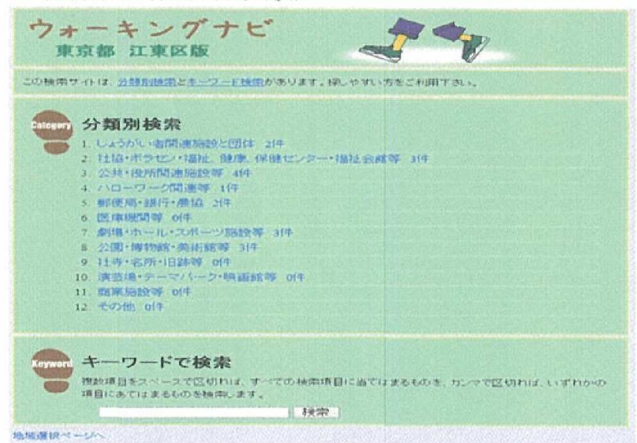 ウォーキングナビ
東京都 江東区版
この検索サイトは、分類別検索とキーワード検索があります。探しやすい方をご利用下さい。
Category
分類別検索
1. しょうがい者関連施設と団体 2件
2. 社協・ボラセン・福祉、健康、保健センター・福祉会館等 3件
3. 公共・役所関連施設等 4件
4. ハローワーク関連等 1件
5. 郵便局・銀行・農協 2件
6. 医療機関等 0件
7. 劇場・ホール・スポーツ施設等 3件
8. 公園・博物館・美術館等 3件
9. 社寺・名所・旧跡等 0件
10. 演芸場・テーマパーク・映画館等 0件
11. 商業施設等 0件
12. その他 0件
Keyword
キーワードで検索
複数項目をスペースで区切れば、すべての検索項目に当てはまるものを、カンマで区切れば、いずれかの
項目にあてはまるものを検索します。
検索
地域選択ページへ